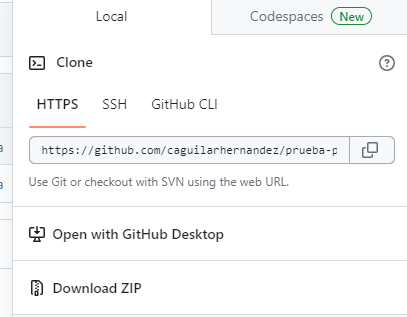 Local
Codespaces New
Clone
HTTPS SSH GitHub CLI
https://github.com/caguilarhernandez/prueba-p
Use Git or checkout with SVN using the web URL.
Open with GitHub Desktop
Download ZIP